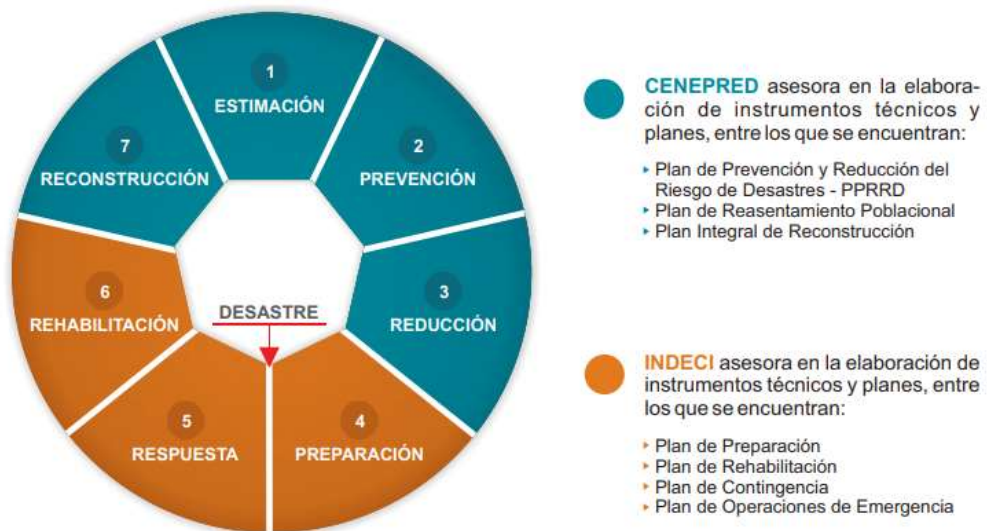 1
ESTIMACIÓN
2
PREVENCIÓN
3
REDUCCIÓN
4
PREPARACIÓN
5
RESPUESTA
6
REHABILITACIÓN
7
RECONSTRUCCIÓN
DESASTRE
CENEPRED asesora en la elabora-
ción de instrumentos técnicos y
planes, entre los que se encuentran:
‣ Plan de Prevención y Reducción del
Riesgo de Desastres - PPRRD
‣ Plan de Reasentamiento Poblacional
‣ Plan Integral de Reconstrucción
INDECI asesora en la elaboración de
instrumentos técnicos y planes, entre
los que se encuentran:
‣ Plan de Preparación
‣ Plan de Rehabilitación
‣ Plan de Contingencia
‣ Plan de Operaciones de Emergencia